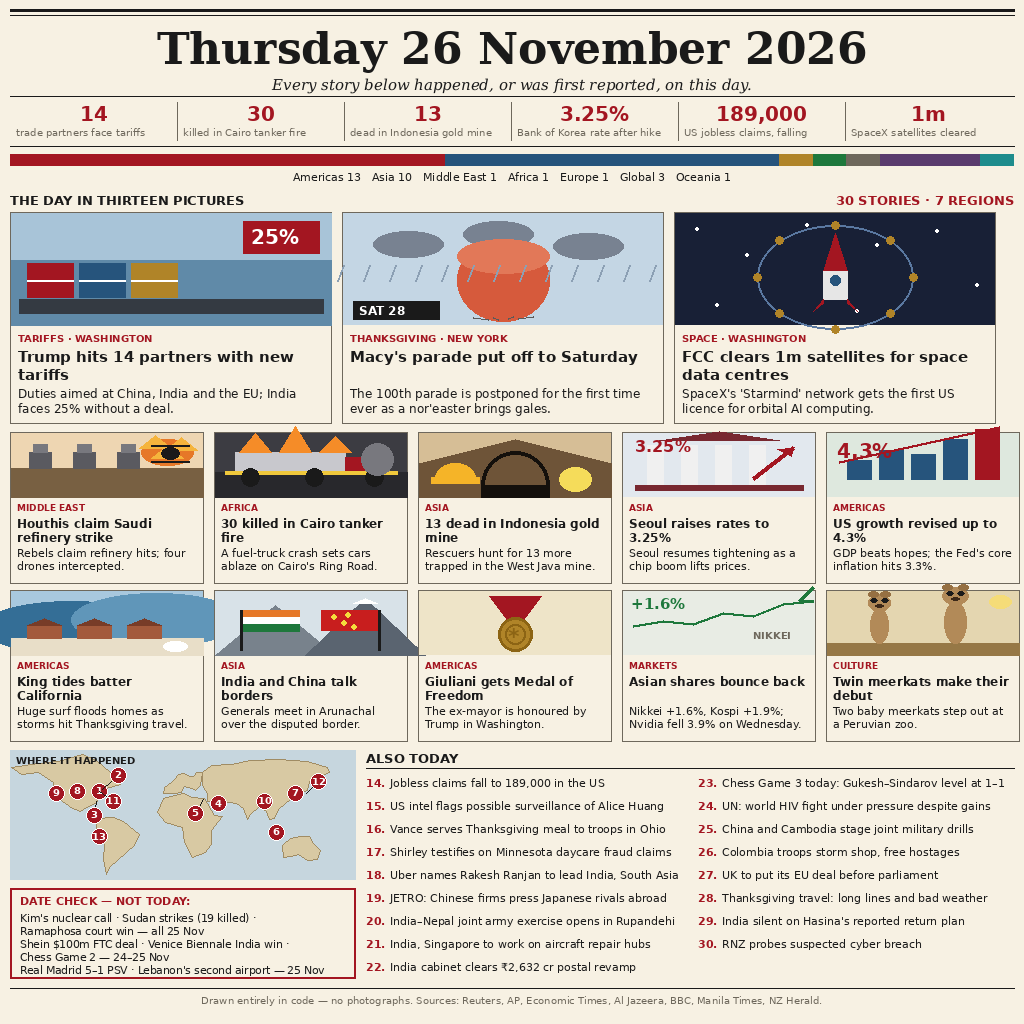 Thursday 26 November 2026
Every story below happened, or was first reported, on this day.
14
trade partners face tariffs
30
killed in Cairo tanker fire
13
dead in Indonesia gold mine
3.25%
Bank of Korea rate after hike
189,000
US jobless claims, falling
1m
SpaceX satellites cleared
Americas 13 Asia 10 Middle East 1 Africa 1 Europe 1 Global 3 Oceania 1
THE DAY IN THIRTEEN PICTURES
30 STORIES · 7 REGIONS
25%
TARIFFS · WASHINGTON
Trump hits 14 partners with new
tariffs
Duties aimed at China, India and the EU; India
faces 25% without a deal.
SAT 28
THANKSGIVING · NEW YORK
Macy's parade put off to Saturday
The 100th parade is postponed for the first time
ever as a nor'easter brings gales.
SPACE · WASHINGTON
FCC clears 1m satellites for space
data centres
SpaceX's 'Starmind' network gets the first US
licence for orbital AI computing.
MIDDLE EAST
Houthis claim Saudi
refinery strike
Rebels claim refinery hits; four
drones intercepted.
AFRICA
30 killed in Cairo tanker
fire
A fuel-truck crash sets cars
ablaze on Cairo's Ring Road.
ASIA
13 dead in Indonesia gold
mine
Rescuers hunt for 13 more
trapped in the West Java mine.
3.25%
ASIA
Seoul raises rates to
3.25%
Seoul resumes tightening as a
chip boom lifts prices.
4.3%
AMERICAS
US growth revised up to
4.3%
GDP beats hopes; the Fed's core
inflation hits 3.3%.
AMERICAS
King tides batter
California
Huge surf floods homes as
storms hit Thanksgiving travel.
ASIA
India and China talk
borders
Generals meet in Arunachal
over the disputed border.
AMERICAS
Giuliani gets Medal of
Freedom
The ex-mayor is honoured by
Trump in Washington.
+1.6%
NIKKEI
MARKETS
Asian shares bounce back
Nikkei +1.6%, Kospi +1.9%;
Nvidia fell 3.9% on Wednesday.
CULTURE
Twin meerkats make their
debut
Two baby meerkats step out at
a Peruvian zoo.
WHERE IT HAPPENED
2
12
9
8
1
11
10
7
4
3
5
13
6
DATE CHECK — NOT TODAY:
Kim's nuclear call · Sudan strikes (19 killed) ·
Ramaphosa court win — all 25 Nov
Shein $100m FTC deal · Venice Biennale India win ·
Chess Game 2 — 24–25 Nov
Real Madrid 5–1 PSV · Lebanon's second airport — 25 Nov
ALSO TODAY
14. Jobless claims fall to 189,000 in the US
15. US intel flags possible surveillance of Alice Huang
16. Vance serves Thanksgiving meal to troops in Ohio
17. Shirley testifies on Minnesota daycare fraud claims
18. Uber names Rakesh Ranjan to lead India, South Asia
19. JETRO: Chinese firms press Japanese rivals abroad
20. India–Nepal joint army exercise opens in Rupandehi
21. India, Singapore to work on aircraft repair hubs
22. India cabinet clears ₹2,632 cr postal revamp
23. Chess Game 3 today: Gukesh–Sindarov level at 1–1
24. UN: world HIV fight under pressure despite gains
25. China and Cambodia stage joint military drills
26. Colombia troops storm shop, free hostages
27. UK to put its EU deal before parliament
28. Thanksgiving travel: long lines and bad weather
29. India silent on Hasina's reported return plan
30. RNZ probes suspected cyber breach
Drawn entirely in code — no photographs. Sources: Reuters, AP, Economic Times, Al Jazeera, BBC, Manila Times, NZ Herald.